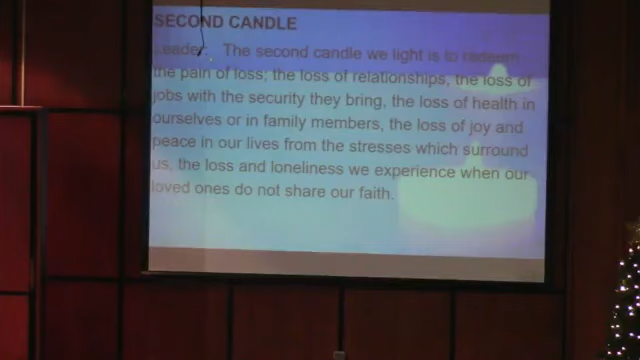 SECOND CANDLE
Leader: The second candle we light is to redeem
the pain of loss; the loss of relationships, the loss of
jobs with the security they bring, the loss of health in
ourselves or in family members, the loss of joy and
peace in our lives from the stresses which surround
us, the loss and loneliness we experience when our
loved ones do not share our faith.